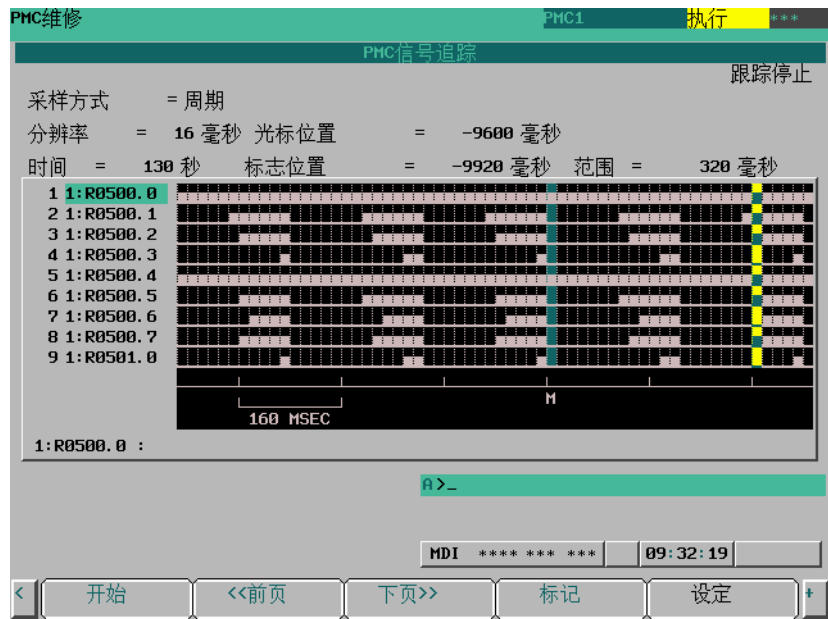 PMC维修 PMC1 执行 ***
PMC信号追踪
跟踪停止
采样方式 = 周期
分辨率 = 16 毫秒 光标位置 = -9600 毫秒
时间 = 130 秒 标志位置 = -9920 毫秒 范围 = 320 毫秒
1 1:R0500.0
2 1:R0500.1
3 1:R0500.2
4 1:R0500.3
5 1:R0500.4
6 1:R0500.5
7 1:R0500.6
8 1:R0500.7
9 1:R0501.0
M
160 MSEC
1:R0500.0 :
A>_
MDI **** *** *** 09:32:19
< 开始 <<前页 下页>> 标记 设定 +